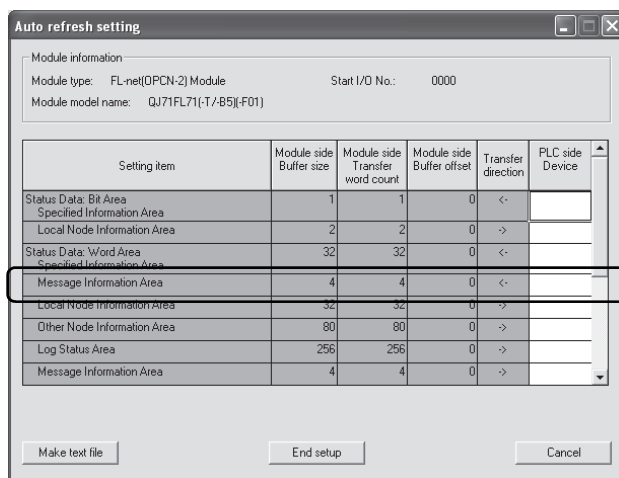 Auto refresh setting
Module information
Module type: FL-net(OPCN-2) Module Start I/O No.: 0000
Module model name: QJ71FL71(-T/-B5)(-F01)
Setting item Module side Buffer size Module side Transfer word count Module side Buffer offset Transfer direction PLC side Device
Status Data: Bit Area
Specified Information Area 1 1 0 <-
Local Node Information Area 2 2 0 ->
Status Data: Word Area
Specified Information Area 32 32 0 <-
Message Information Area 4 4 0 <-
Local Node Information Area 32 32 0 ->
Other Node Information Area 80 80 0 ->
Log Status Area 256 256 0 ->
Message Information Area 4 4 0 ->
Make text file End setup Cancel